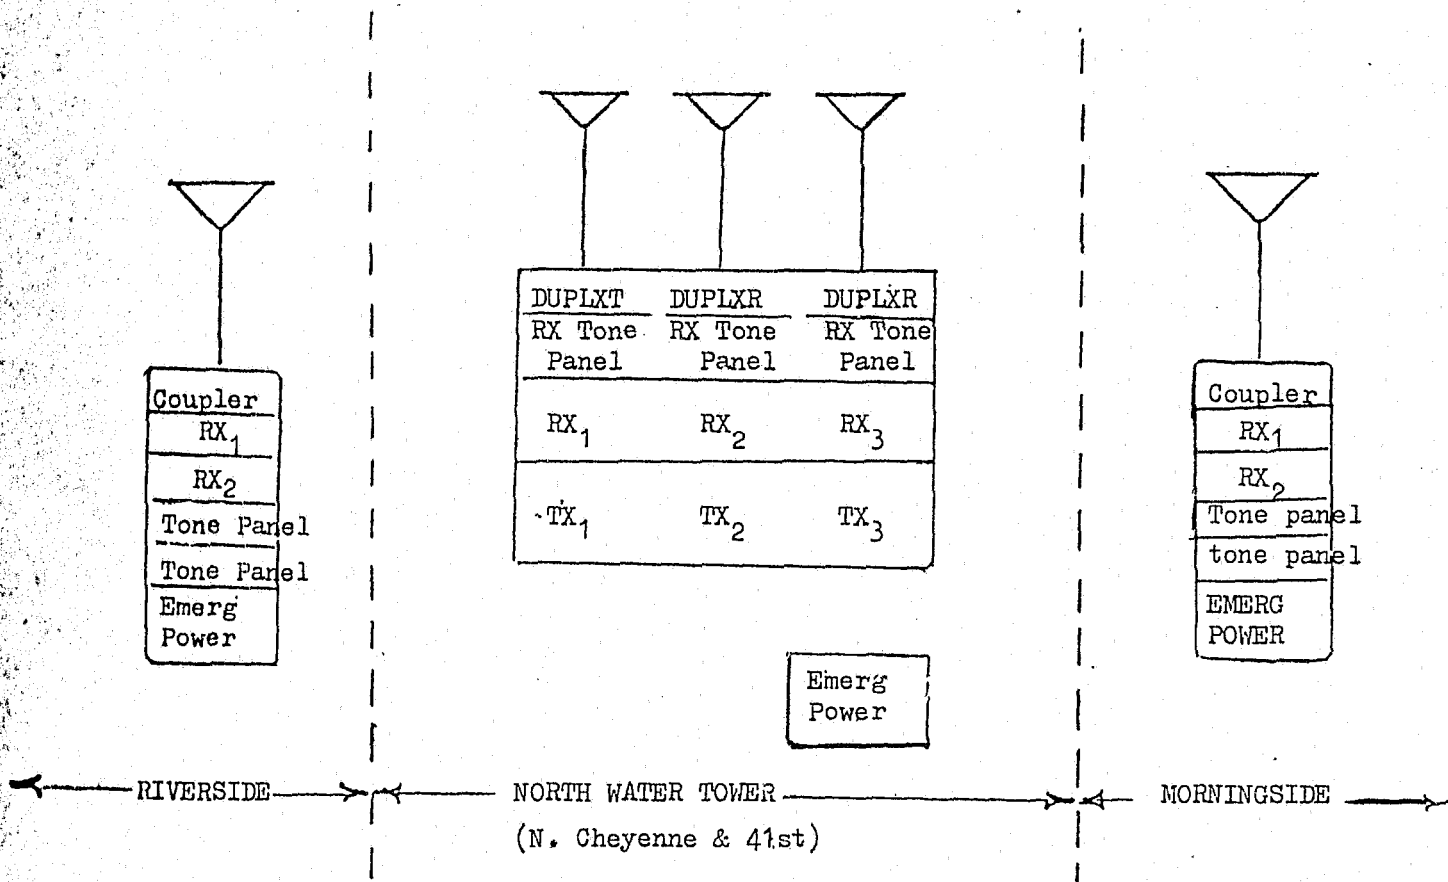 Coupler
RX1
RX2
Tone Panel
Tone Panel
Emerg
Power
DUPLXT DUPLXR DUPLXR
RX Tone RX Tone RX Tone
Panel Panel Panel
RX1 RX2 RX3
TX1 TX2 TX3
Emerg
Power
Coupler
RX1
RX2
Tone panel
tone panel
EMERG
POWER
RIVERSIDE NORTH WATER TOWER MORNINGSIDE
(N. Cheyenne & 41st)